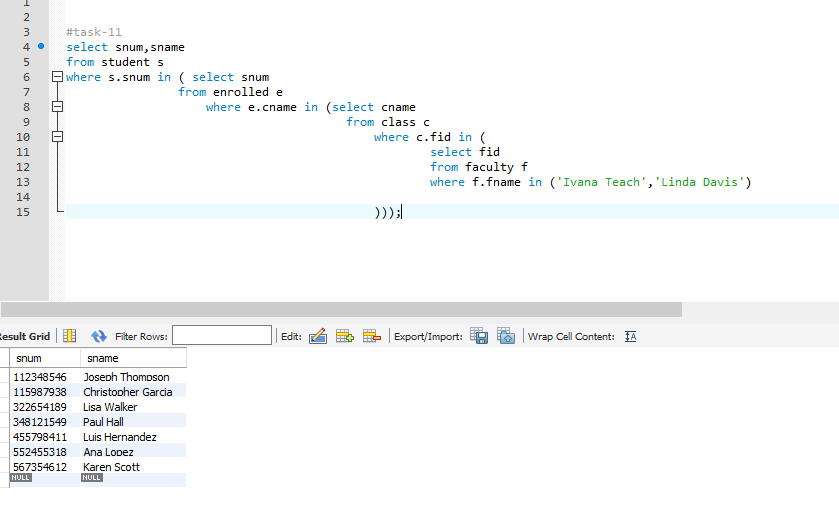 1
2
3 #task-11
4 select snum,sname
5 from student s
6 where s.snum in ( select snum
7 from enrolled e
8 where e.cname in (select cname
9 from class c
10 where c.fid in (
11 select fid
12 from faculty f
13 where f.fname in ('Ivana Teach','Linda Davis')
14
15 )));
Result Grid Filter Rows: Edit: Export/Import: Wrap Cell Content: IA
snum sname
112348546 Joseph Thompson
115987938 Christopher Garcia
322654189 Lisa Walker
348121549 Paul Hall
455798411 Luis Hernandez
552455318 Ana Lopez
567354612 Karen Scott
NULL NULL